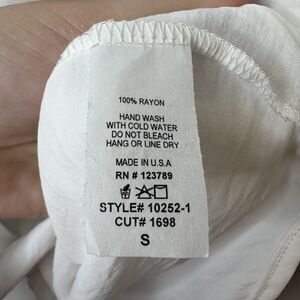 100% RAYON
HAND WASH
WITH COLD WATER
DO NOT BLEACH
HANG OR LINE DRY
MADE IN U.S.A
RN # 123789
STYLE# 10252-1
CUT# 1698
S